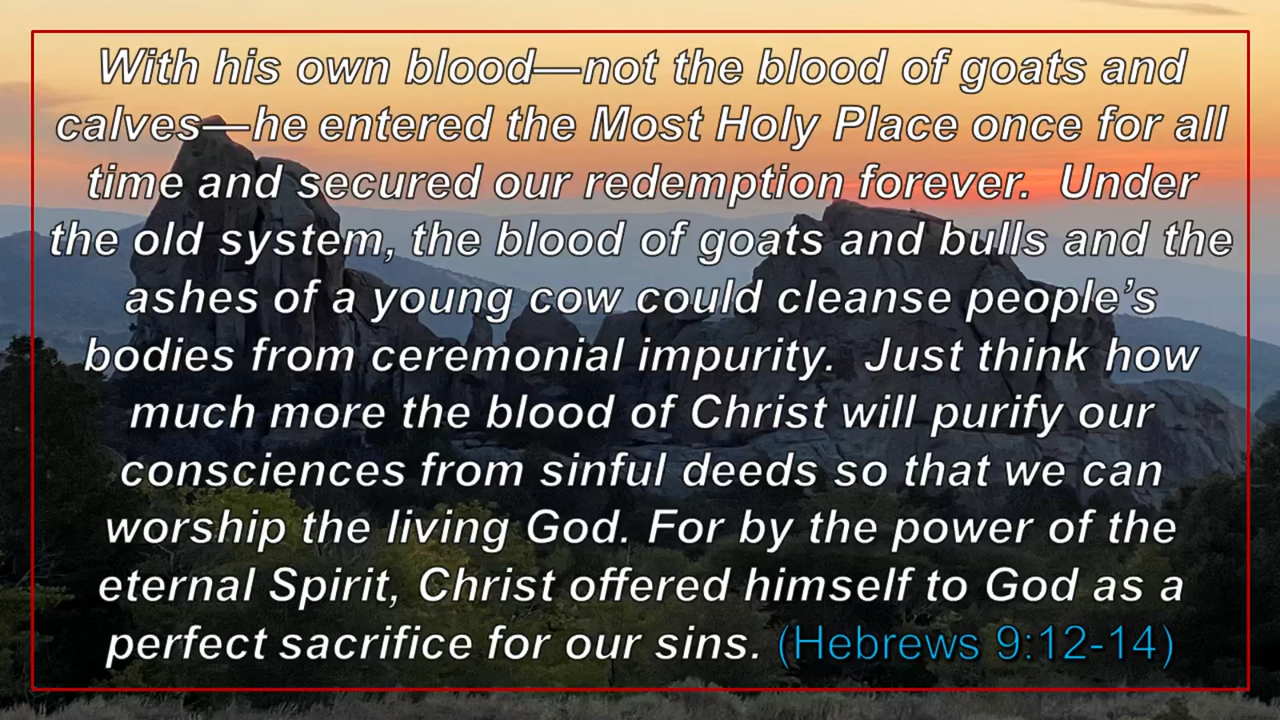 With his own blood—not the blood of goats and
calves—he entered the Most Holy Place once for all
time and secured our redemption forever.  Under
the old system, the blood of goats and bulls and the
ashes of a young cow could cleanse people’s
bodies from ceremonial impurity.  Just think how
much more the blood of Christ will purify our
consciences from sinful deeds so that we can
worship the living God. For by the power of the
eternal Spirit, Christ offered himself to God as a
perfect sacrifice for our sins. (Hebrews 9:12-14)